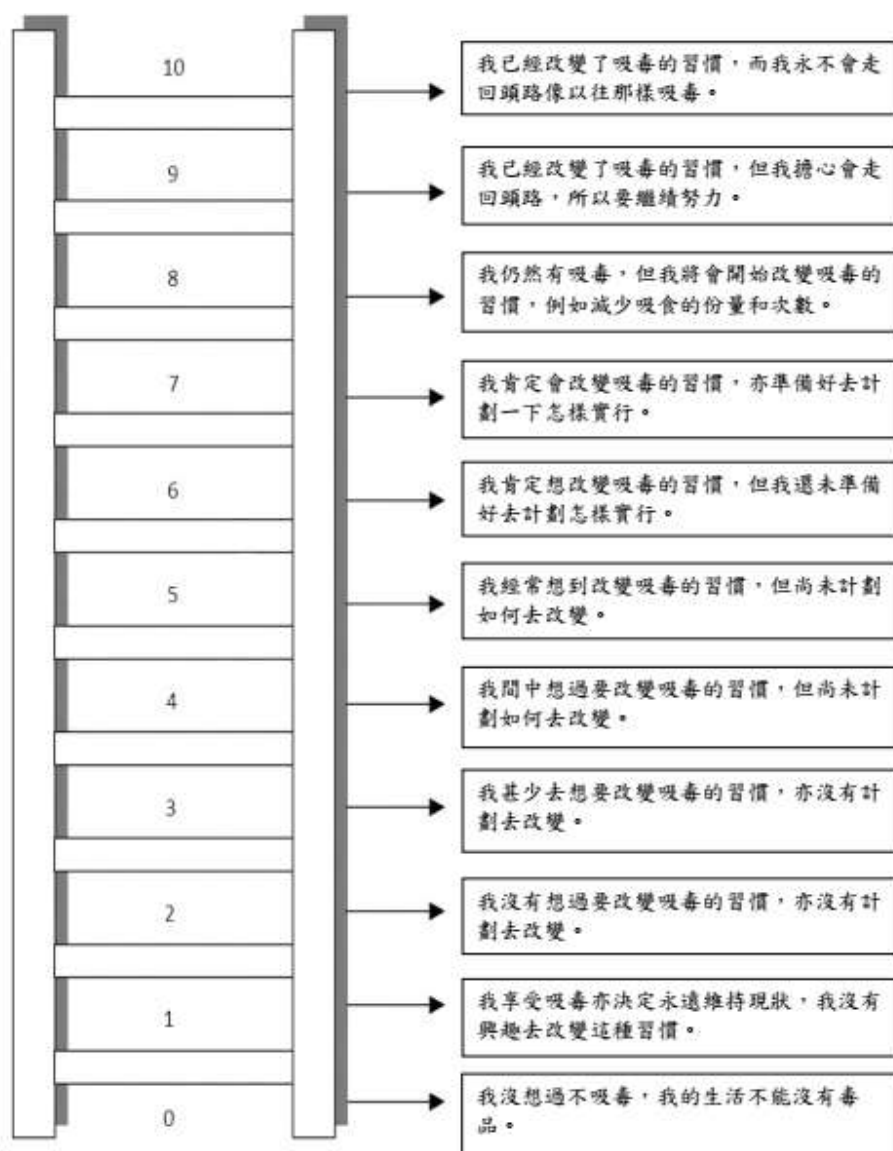 10
我已經改變了吸毒的習慣，而我永不會走
回頭路像以往那樣吸毒。
9
我已經改變了吸毒的習慣，但我擔心會走
回頭路，所以要繼續努力。
8
我仍然有吸毒，但我將會開始改變吸毒的
習慣，例如減少吸食的份量和次數。
7
我肯定會改變吸毒的習慣，亦準備好去計
劃一下怎樣實行。
6
我肯定想改變吸毒的習慣，但我還未準備
好去計劃怎樣實行。
5
我經常想到改變吸毒的習慣，但尚未計劃
如何去改變。
4
我間中想過要改變吸毒的習慣，但尚未計
劃如何去改變。
3
我甚少去想要改變吸毒的習慣，亦沒有計
劃去改變。
2
我沒有想過要改變吸毒的習慣，亦沒有計
劃去改變。
1
我享受吸毒亦決定永遠維持現狀，我沒有
興趣去改變這種習慣。
0
我沒想過不吸毒，我的生活不能沒有毒
品。